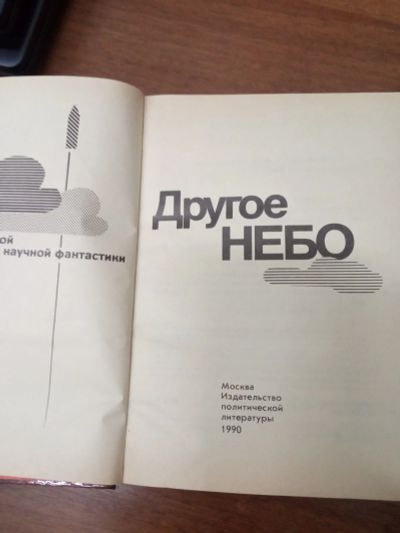 ой
научной фантастики
Другое
НЕБО
Москва
Издательство
политической
литературы
1990